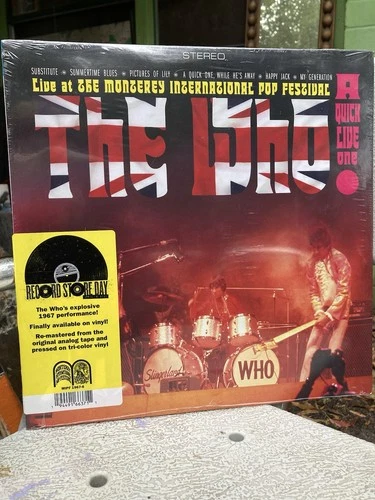 STEREO
SUBSTITUTE ★ SUMMERTIME BLUES ★ PICTURES OF LILY ★ A QUICK ONE, WHILE HE'S AWAY ★ HAPPY JACK ★ MY GENERATION
Live at THE MONTEREY INTERNATIONAL POP FESTIVAL
THE WHO
A
QUICK
LIVE
ONE
RECORD STORE DAY
The Who's explosive
1967 performance!
Finally available on vinyl!
Re-mastered from the
original analog tape and
pressed on tri-color vinyl
Slingerland
WHO